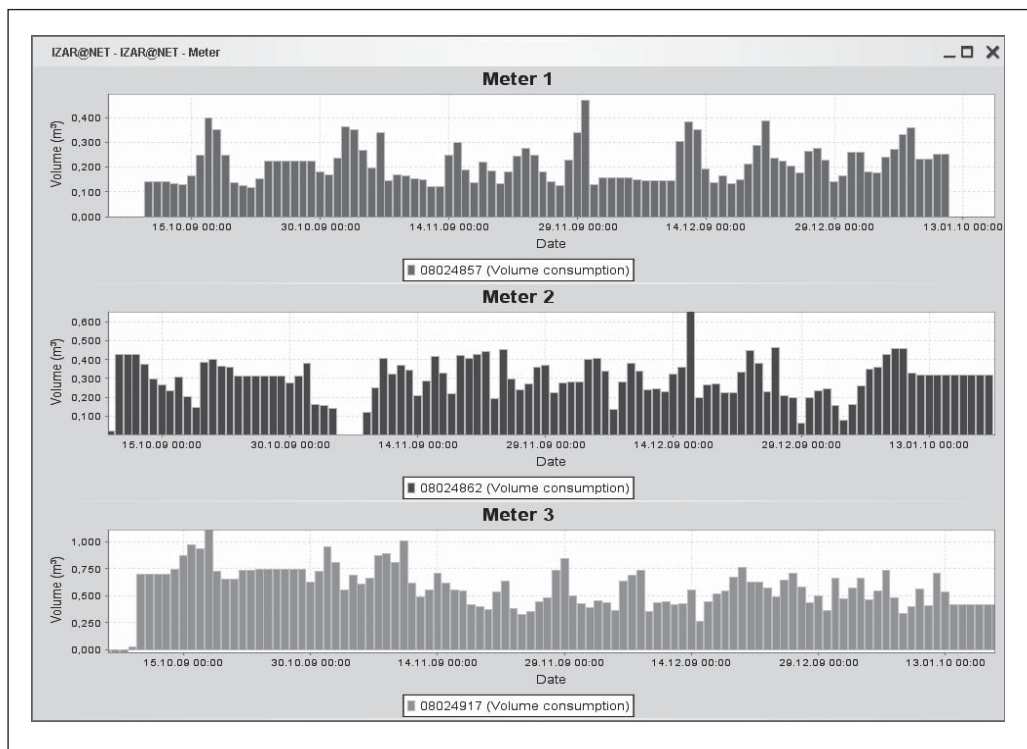 IZAR@NET - IZAR@NET - Meter
Meter 1
Volume (m³)
0,400
0,300
0,200
0,100
0,000
15.10.09 00:00 30.10.09 00:00 14.11.09 00:00 29.11.09 00:00 14.12.09 00:00 29.12.09 00:00 13.01.10 00:00
Date
08024857 (Volume consumption)
Meter 2
Volume (m³)
0,600
0,500
0,400
0,300
0,200
0,100
15.10.09 00:00 30.10.09 00:00 14.11.09 00:00 29.11.09 00:00 14.12.09 00:00 29.12.09 00:00 13.01.10 00:00
Date
08024862 (Volume consumption)
Meter 3
Volume (m³)
1,000
0,750
0,500
0,250
0,000
15.10.09 00:00 30.10.09 00:00 14.11.09 00:00 29.11.09 00:00 14.12.09 00:00 29.12.09 00:00 13.01.10 00:00
Date
08024917 (Volume consumption)